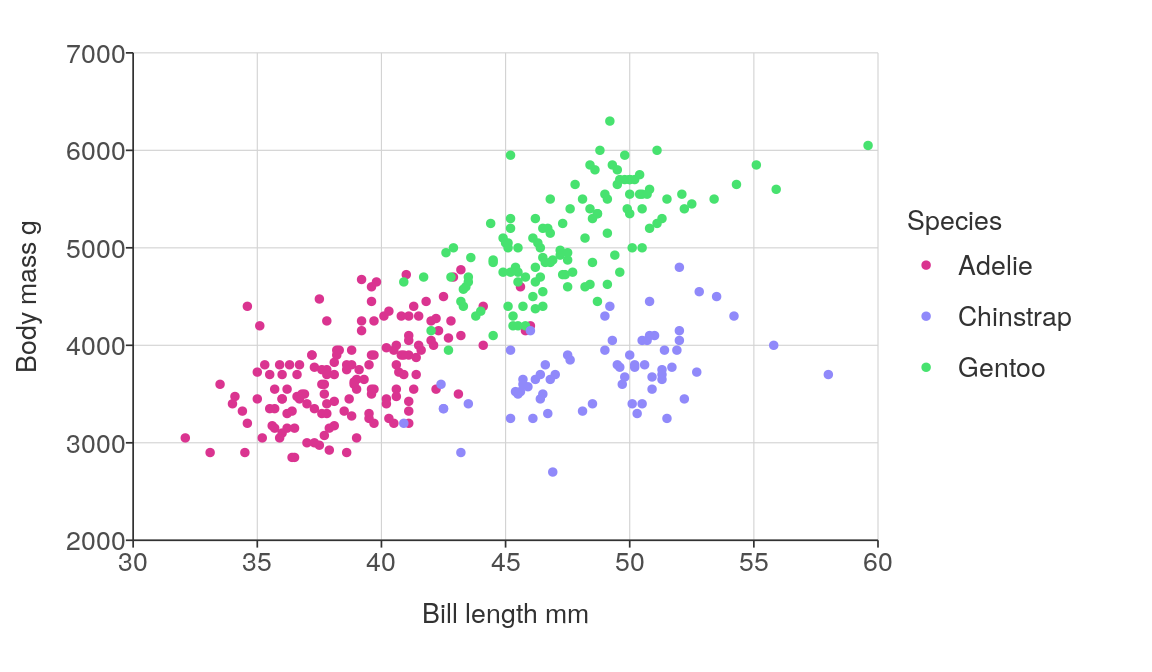 7000
6000
5000
4000
3000
2000
Body mass g
30 35 40 45 50 55 60
Bill length mm
Species
Adelie
Chinstrap
Gentoo